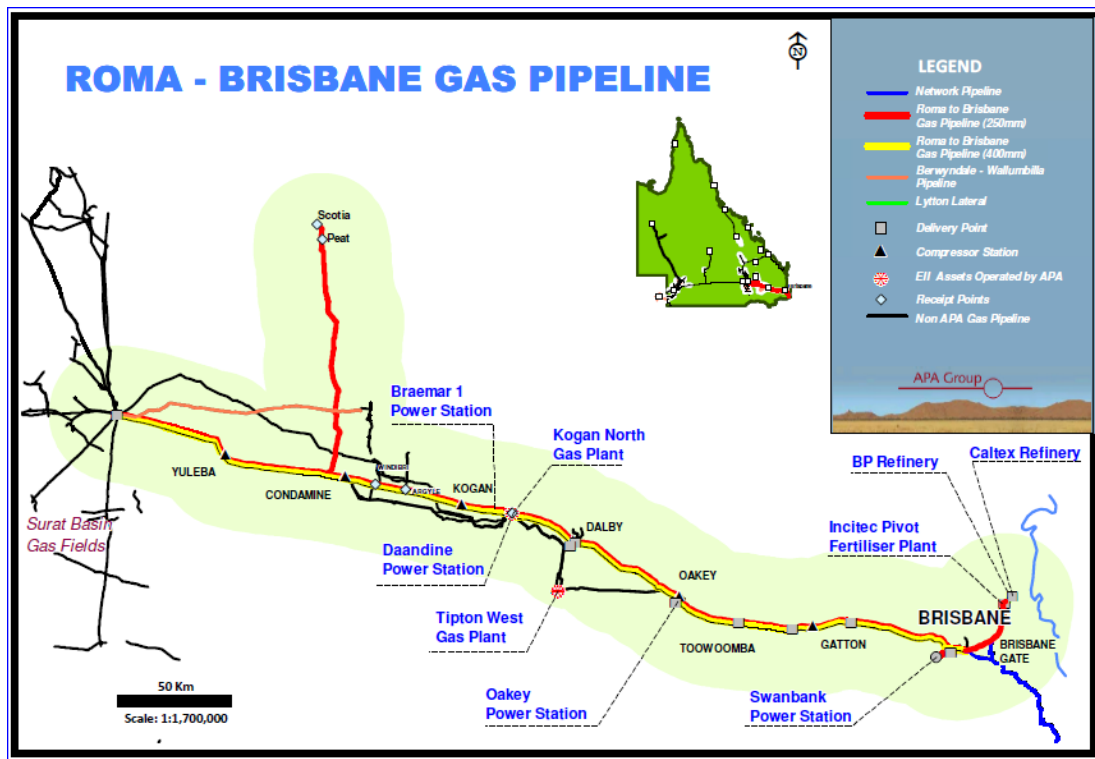 ROMA - BRISBANE GAS PIPELINE
N
LEGEND
Network Pipeline
Roma to Brisbane
Gas Pipeline (250mm)
Roma to Brisbane
Gas Pipeline (400mm)
Berwyndale - Wallumbilla
Pipeline
Lytton Lateral
Delivery Point
Compressor Station
EII Assets Operated by APA
Receipt Points
Non APA Gas Pipeline
APA Group
Scotia
Peat
Braemar 1
Power Station
Kogan North
Gas Plant
BP Refinery
Caltex Refinery
YULEBA
CONDAMINE
WINDIBRI
ARGYLE
KOGAN
Surat Basin
Gas Fields
DALBY
Incitec Pivot
Fertiliser Plant
Daandine
Power Station
OAKEY
Tipton West
Gas Plant
BRISBANE
TOOWOOMBA
GATTON
BRISBANE
GATE
50 Km
Scale: 1:1,700,000
Oakey
Power Station
Swanbank
Power Station